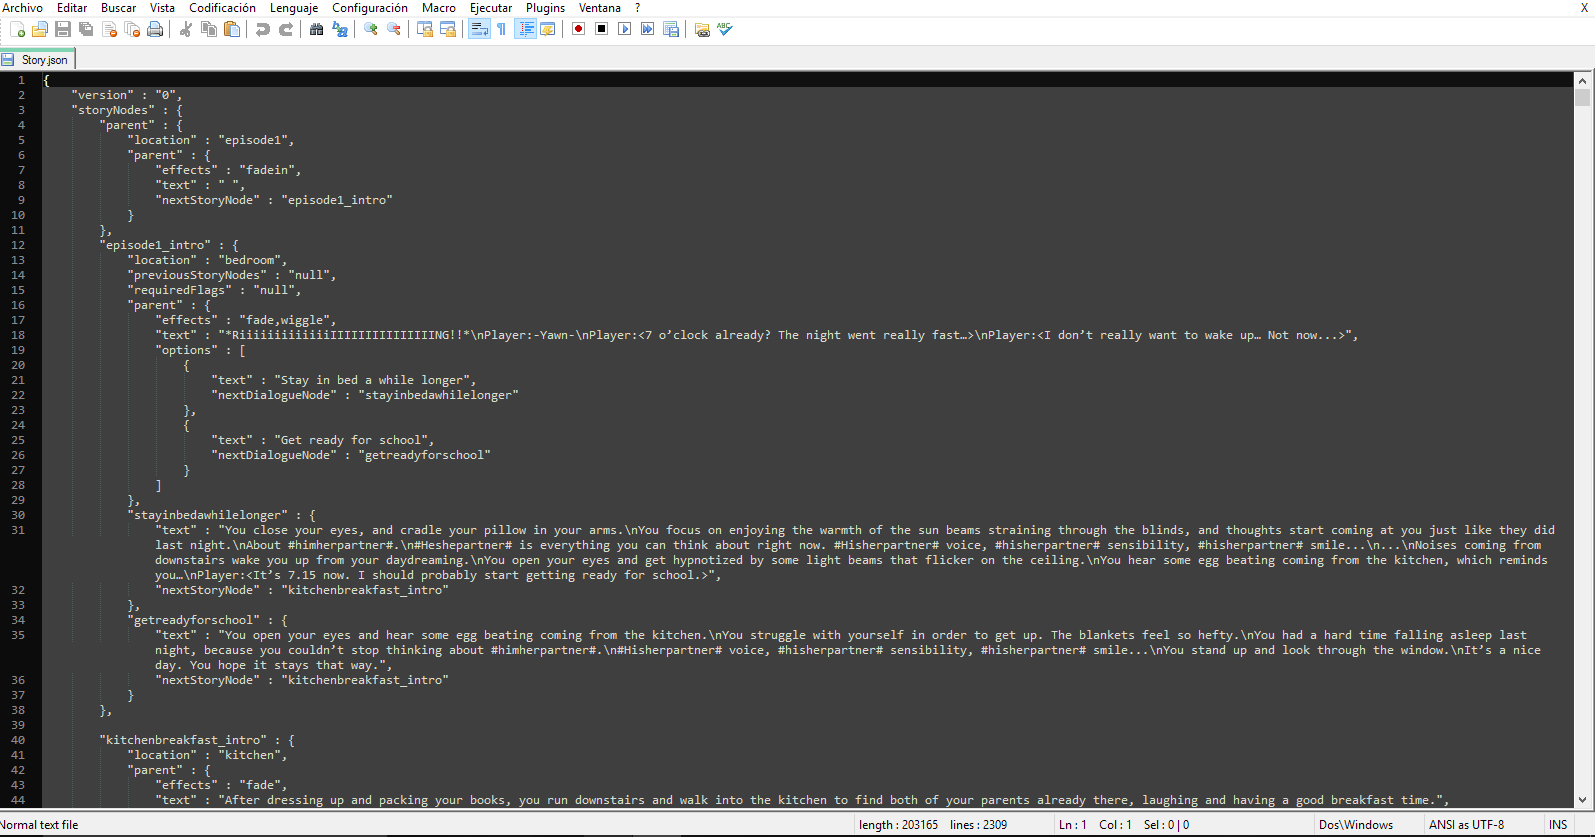 Archivo Editar Buscar Vista Codificación Lenguaje Configuración Macro Ejecutar Plugins Ventana ? X
Story.json
1 {
2 "version" : "0",
3 "storyNodes" : {
4 "parent" : {
5 "location" : "episode1",
6 "parent" : {
7 "effects" : "fadein",
8 "text" : " ",
9 "nextStoryNode" : "episode1_intro"
10 }
11 },
12 "episode1_intro" : {
13 "location" : "bedroom",
14 "previousStoryNodes" : "null",
15 "requiredFlags" : "null",
16 "parent" : {
17 "effects" : "fade,wiggle",
18 "text" : "*RiiiiiiiiiiiiiIIIIIIIIIIIIIIING!!*\nPlayer:-Yawn-\nPlayer:<7 o’clock already? The night went really fast…>\nPlayer:<I don’t really want to wake up… Not now...>",
19 "options" : [
20 {
21 "text" : "Stay in bed a while longer",
22 "nextDialogueNode" : "stayinbedawhilelonger"
23 },
24 {
25 "text" : "Get ready for school",
26 "nextDialogueNode" : "getreadyforschool"
27 }
28 ]
29 },
30 "stayinbedawhilelonger" : {
31 "text" : "You close your eyes, and cradle your pillow in your arms.\nYou focus on enjoying the warmth of the sun beams straining through the blinds, and thoughts start coming at you just like they did
last night.\nAbout #himherpartner#.\n#Heshepartner# is everything you can think about right now. #Hisherpartner# voice, #hisherpartner# sensibility, #hisherpartner# smile...\n...\nNoises coming from
downstairs wake you up from your daydreaming.\nYou open your eyes and get hypnotized by some light beams that flicker on the ceiling.\nYou hear some egg beating coming from the kitchen, which reminds
you…\nPlayer:<It’s 7.15 now. I should probably start getting ready for school.>",
32 "nextStoryNode" : "kitchenbreakfast_intro"
33 },
34 "getreadyforschool" : {
35 "text" : "You open your eyes and hear some egg beating coming from the kitchen.\nYou struggle with yourself in order to get up. The blankets feel so hefty.\nYou had a hard time falling asleep last
night, because you couldn’t stop thinking about #himherpartner#.\n#Hisherpartner# voice, #hisherpartner# sensibility, #hisherpartner# smile...\nYou stand up and look through the window.\nIt’s a nice
day. You hope it stays that way.",
36 "nextStoryNode" : "kitchenbreakfast_intro"
37 }
38 },
39
40 "kitchenbreakfast_intro" : {
41 "location" : "kitchen",
42 "parent" : {
43 "effects" : "fade",
44 "text" : "After dressing up and packing your books, you run downstairs and walk into the kitchen to find both of your parents already there, laughing and having a good breakfast time.",
Normal text file length : 203165 lines : 2309 Ln : 1 Col : 1 Sel : 0 | 0 Dos\Windows ANSI as UTF-8 INS